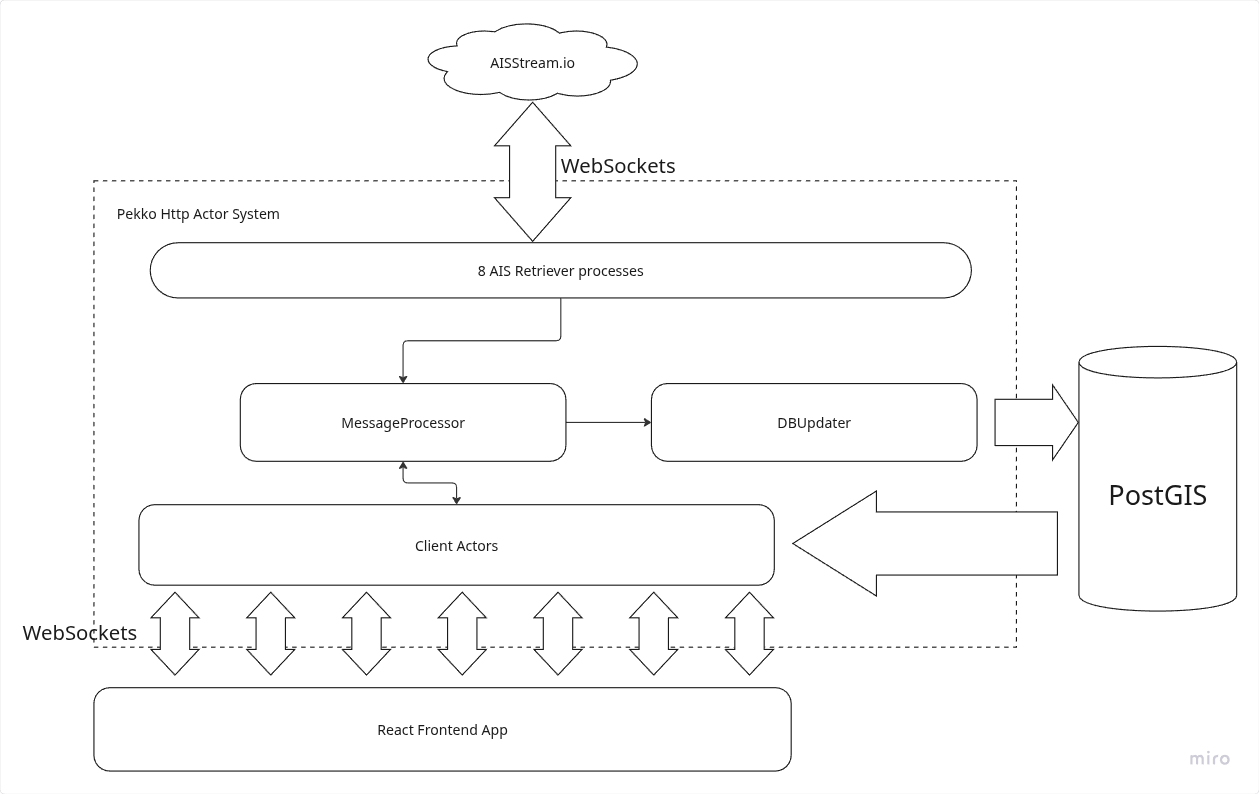 AISStream.io
WebSockets
Pekko Http Actor System
8 AIS Retriever processes
MessageProcessor
DBUpdater
PostGIS
Client Actors
WebSockets
React Frontend App
miro